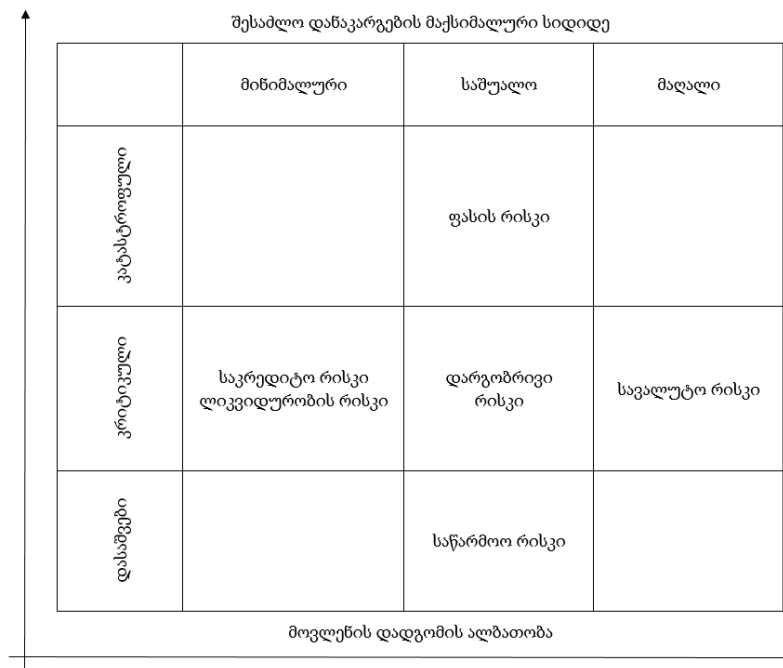 შესაძლო დანაკარგების მაქსიმალური სიდიდე
მინიმალური
საშუალო
მაღალი
კატასტროფული
ფასის რისკი
კრიტიკული
საკრედიტო რისკი
ლიკვიდურობის რისკი
დარგობრივი
რისკი
სავალუტო რისკი
დასაშვები
საწარმოო რისკი
მოვლენის დადგომის ალბათობა